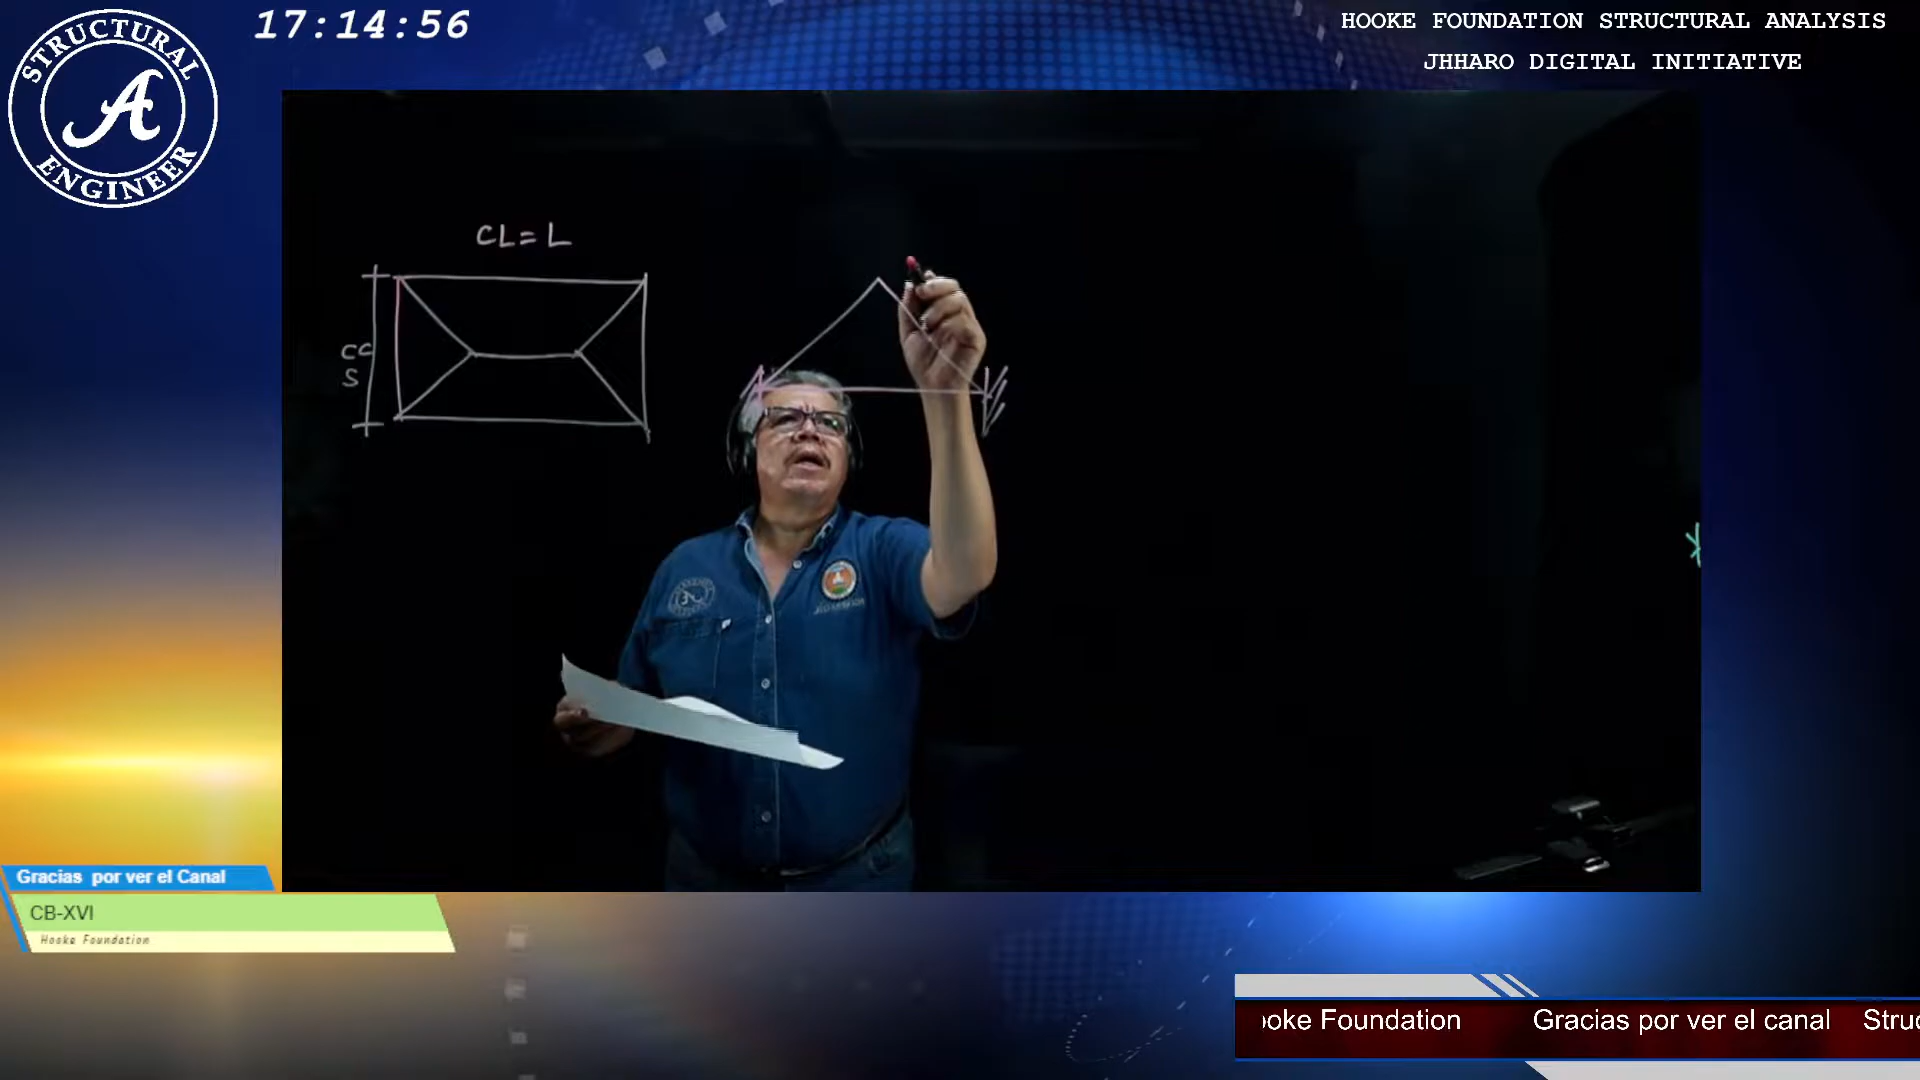 STRUCTURAL
A
ENGINEER
17:14:56
HOOKE FOUNDATION STRUCTURAL ANALYSIS
JHHARO DIGITAL INITIATIVE
CL=L
CC
S
Gracias por ver el Canal
CB-XVI
Hooke Foundation
ooke Foundation Gracias por ver el canal Struc